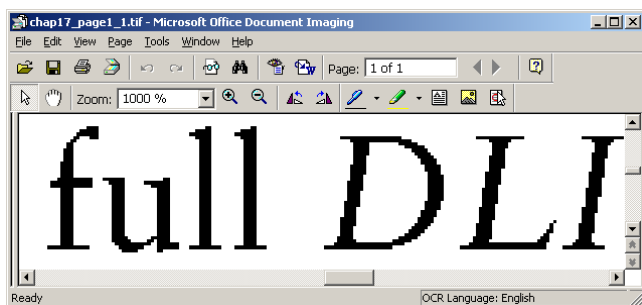 chap17_page1_1.tif - Microsoft Office Document Imaging
File Edit View Page Tools Window Help
Page: 1 of 1
Zoom: 1000 %
full DLI
Ready OCR Language: English